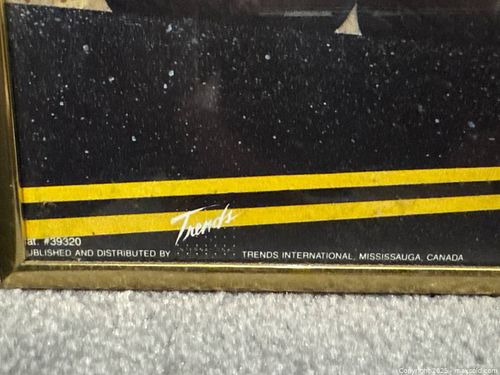 Trends
at. #39320
UBLISHED AND DISTRIBUTED BY TRENDS INTERNATIONAL, MISSISSAUGA, CANADA
Copyright 2025 - maxsold.com